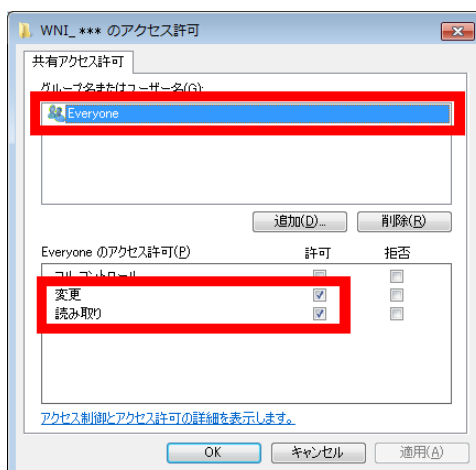 WNI_*** のアクセス許可
共有アクセス許可
グループ名またはユーザー名(G):
Everyone
追加(D)...
削除(R)
Everyone のアクセス許可(P)
許可
拒否
フル コントロール
変更
読み取り
アクセス制御とアクセス許可の詳細を表示します。
OK
キャンセル
適用(A)